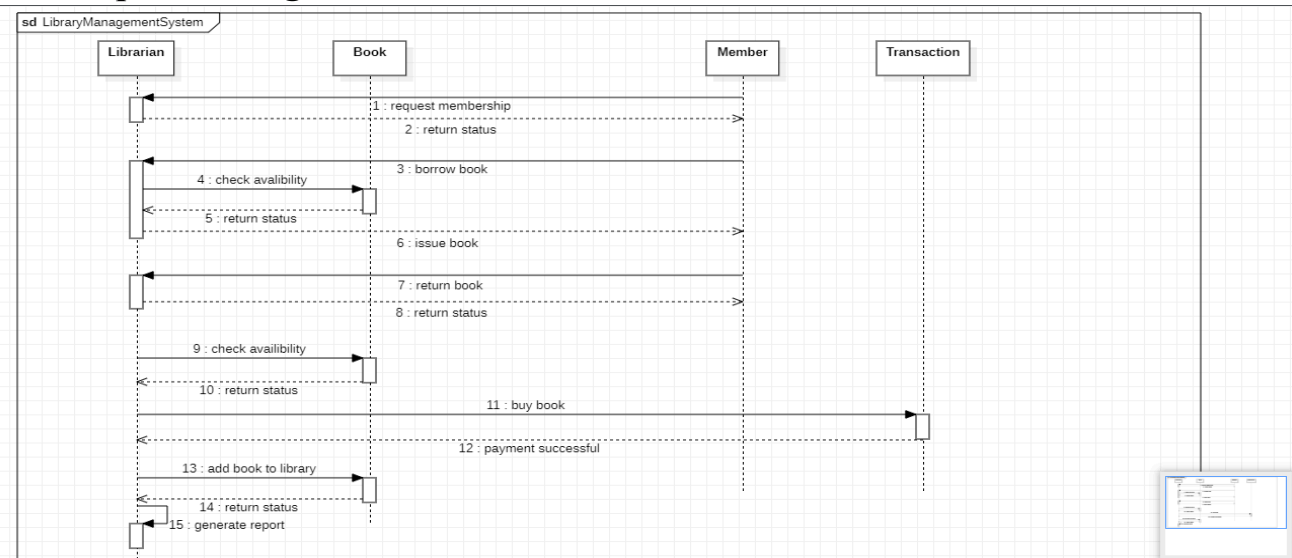 sd LibraryManagementSystem
Librarian Book Member Transaction
1 : request membership
2 : return status
3 : borrow book
4 : check avalibility
5 : return status
6 : issue book
7 : return book
8 : return status
9 : check availibility
10 : return status
11 : buy book
12 : payment successful
13 : add book to library
14 : return status
15 : generate report